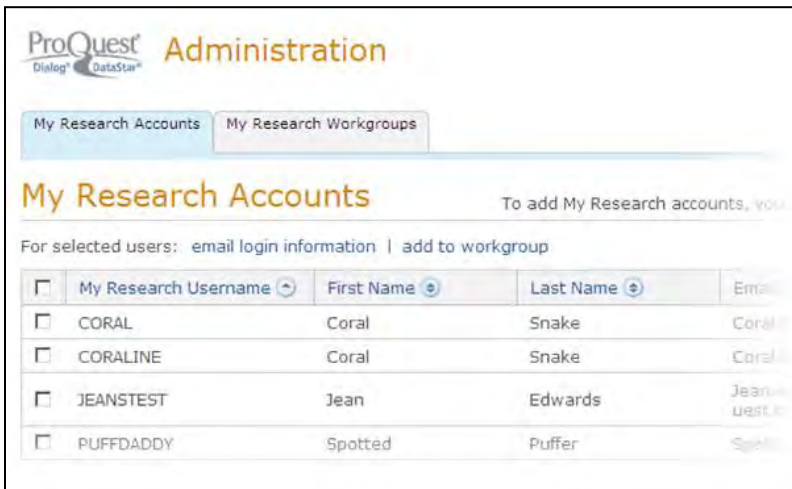 ProQuest Administration
Dialog® DataStar®
My Research Accounts My Research Workgroups
My Research Accounts To add My Research accounts,
For selected users: email login information | add to workgroup
My Research Username First Name Last Name
CORAL Coral Snake
CORALINE Coral Snake
JEANSTEST Jean Edwards
PUFFDADDY Spotted Puffer